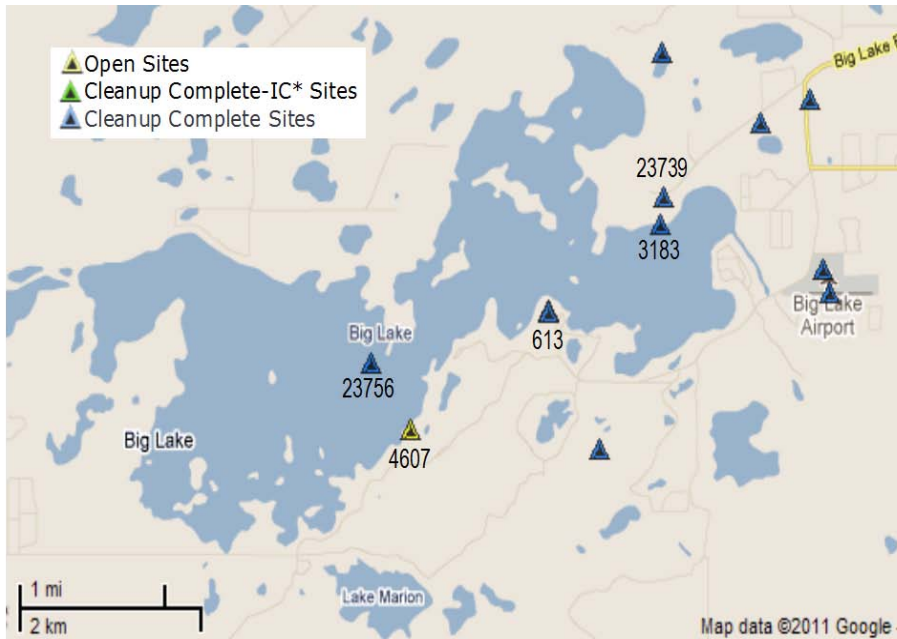 Open Sites
Cleanup Complete-IC* Sites
Cleanup Complete Sites
Big Lake
23739
3183
Big Lake
Airport
613
Big Lake
23756
Big Lake
4607
1 mi
2 km
Lake Marion
Map data ©2011 Google